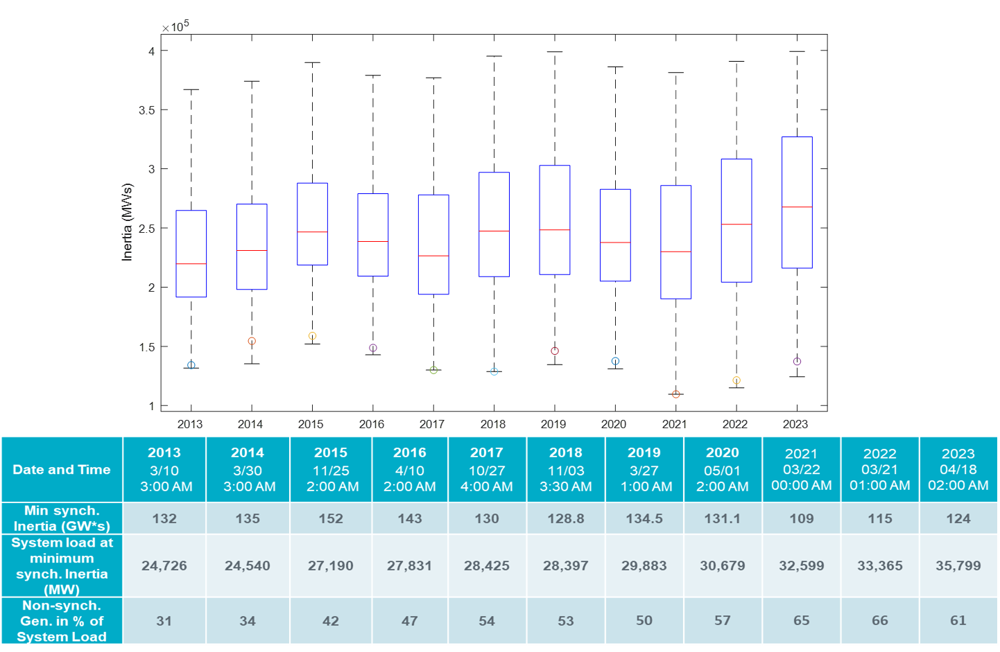 ×10⁵
4
3.5
3
2.5
2
1.5
1
Inertia (MWs)
2013 2014 2015 2016 2017 2018 2019 2020 2021 2022 2023
Date and Time
2013
3/10
3:00 AM
2014
3/30
3:00 AM
2015
11/25
2:00 AM
2016
4/10
2:00 AM
2017
10/27
4:00 AM
2018
11/03
3:30 AM
2019
3/27
1:00 AM
2020
05/01
2:00 AM
2021
03/22
00:00 AM
2022
03/21
01:00 AM
2023
04/18
02:00 AM
Min synch.
Inertia (GW*s)
132 135 152 143 130 128.8 134.5 131.1 109 115 124
System load at
minimum
synch. Inertia
(MW)
24,726 24,540 27,190 27,831 28,425 28,397 29,883 30,679 32,599 33,365 35,799
Non-synch.
Gen. in % of
System Load
31 34 42 47 54 53 50 57 65 66 61